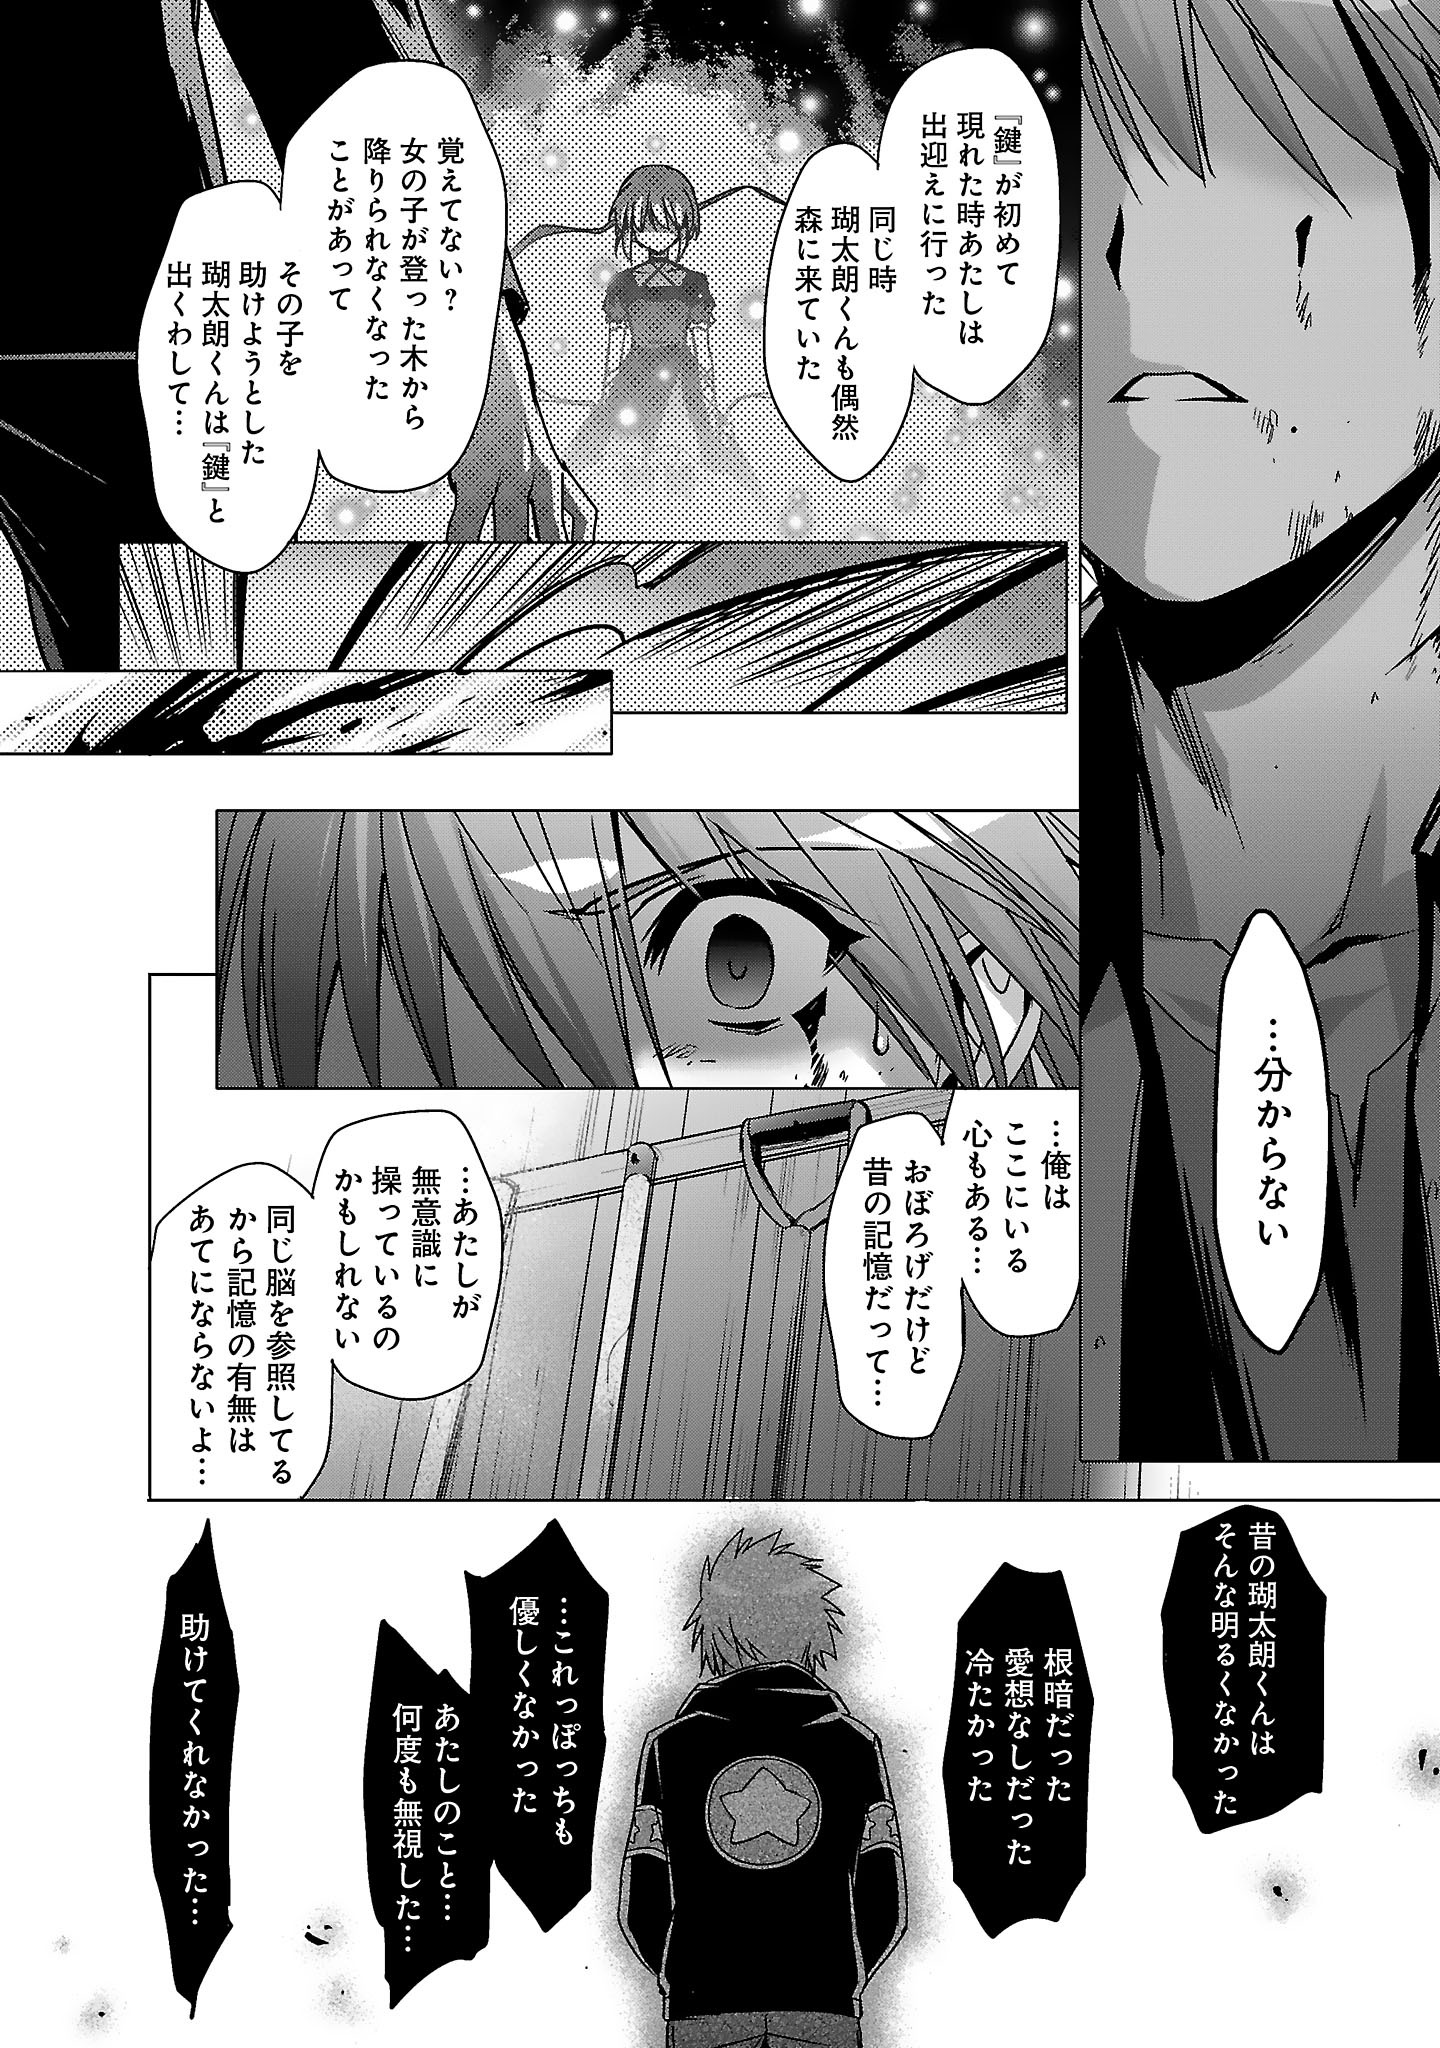 …分からない
『鍵』が初めて
現れた時あたしは
出迎えに行った
同じ時
瑚太朗くんも偶然
森に来ていた
覚えてない？
女の子が登った木から
降りられなくなった
ことがあって
その子を
助けようとした
瑚太朗くんは『鍵』と
出くわして…
…俺は
ここにいる
心もある…
おぼろげだけど
昔の記憶だって…
…あたしが
無意識に
操っているの
かもしれない
同じ脳を参照してる
から記憶の有無は
あてにならないよ…
昔の瑚太朗くんは
そんな明るくなかった
根暗だった
愛想なしだった
冷たかった
…これっぽっちも
優しくなかった
あたしのこと…
何度も無視した…
助けてくれなかった…